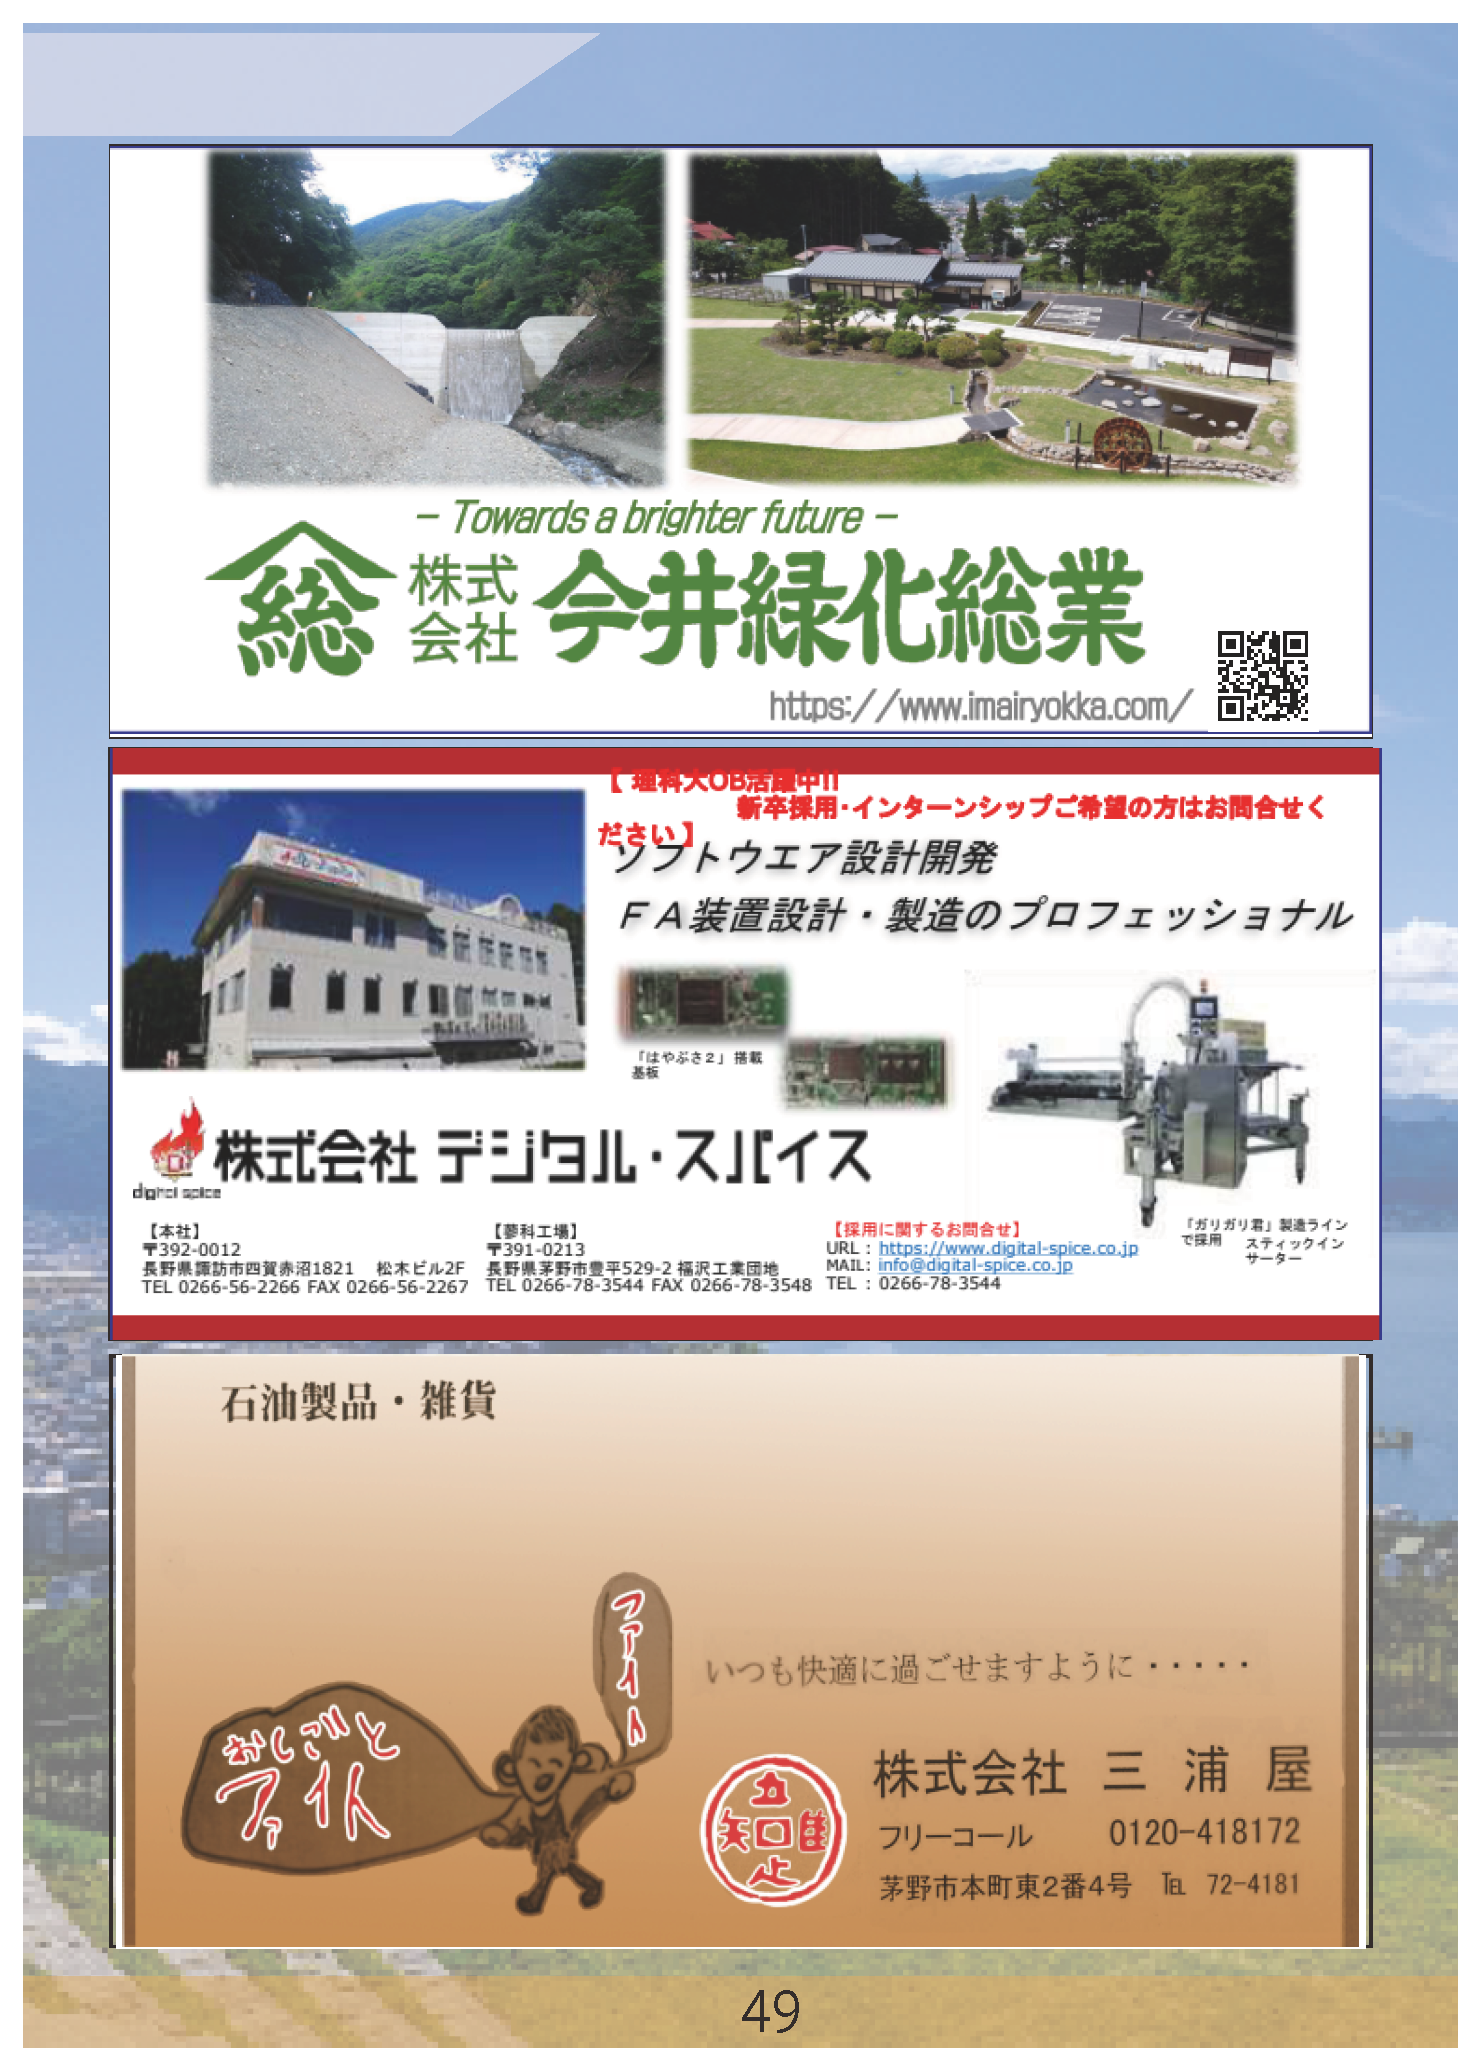 – Towards a brighter future –
総
株式会社 今井緑化総業
https://www.imairyokka.com/
【 理科大OB活躍中!!
新卒採用･インターンシップご希望の方はお問合せく
ださい 】
ソフトウエア設計開発
ＦＡ装置設計・製造のプロフェッショナル
「はやぶさ２」搭載
基板
digital spice
株式会社 デジタル・スパイス
「ガリガリ君」製造ライン
で採用 スティックイン
サーター
【本社】
〒392-0012
長野県諏訪市四賀赤沼1821 松木ビル2F
TEL 0266-56-2266 FAX 0266-56-2267
【蓼科工場】
〒391-0213
長野県茅野市豊平529-2 福沢工業団地
TEL 0266-78-3544 FAX 0266-78-3548
【採用に関するお問合せ】
URL : https://www.digital-spice.co.jp
MAIL: info@digital-spice.co.jp
TEL : 0266-78-3544
石油製品・雑貨
ファイト
おしごと
ファイト
いつも快適に過ごせますように・・・・・
五
矢口隹
止
株式会社 三浦屋
フリーコール 0120-418172
茅野市本町東2番4号 ℡ 72-4181
49